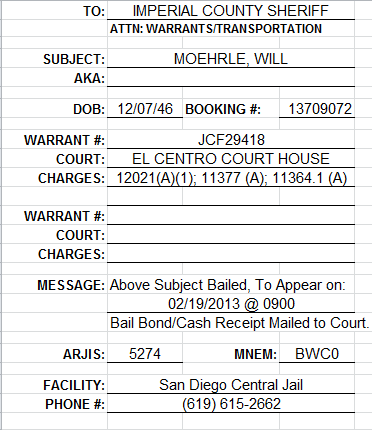 TO: IMPERIAL COUNTY SHERIFF
ATTN: WARRANTS/TRANSPORTATION
SUBJECT: MOEHRLE, WILL
AKA:
DOB: 12/07/46 BOOKING #: 13709072
WARRANT #: JCF29418
COURT: EL CENTRO COURT HOUSE
CHARGES: 12021(A)(1); 11377 (A); 11364.1 (A)
WARRANT #:
COURT:
CHARGES:
MESSAGE: Above Subject Bailed, To Appear on:
02/19/2013 @ 0900
Bail Bond/Cash Receipt Mailed to Court.
ARJIS: 5274 MNEM: BWC0
FACILITY: San Diego Central Jail
PHONE #: (619) 615-2662